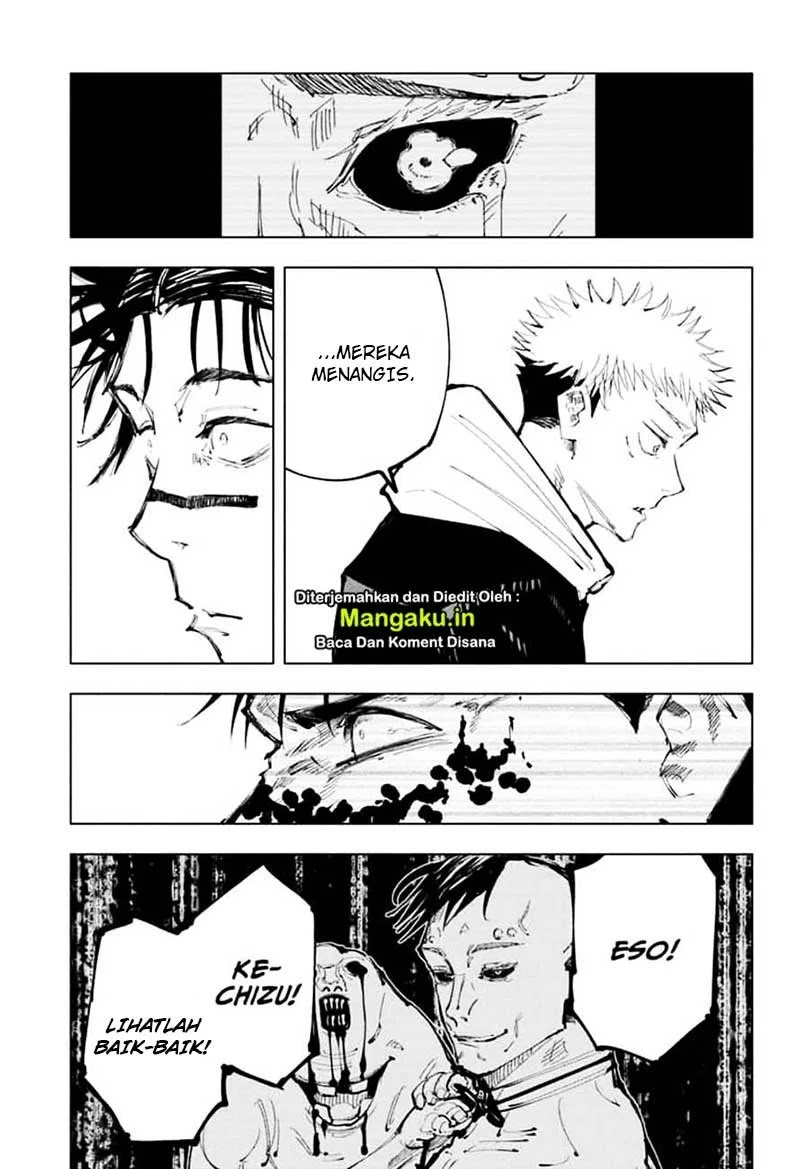 ...MEREKA
MENANGIS.
Diterjemahkan dan Diedit Oleh :
Mangaku.in
Baca Dan Koment Disana
ESO!
KE-
CHIZU!
LIHATLAH
BAIK-BAIK!